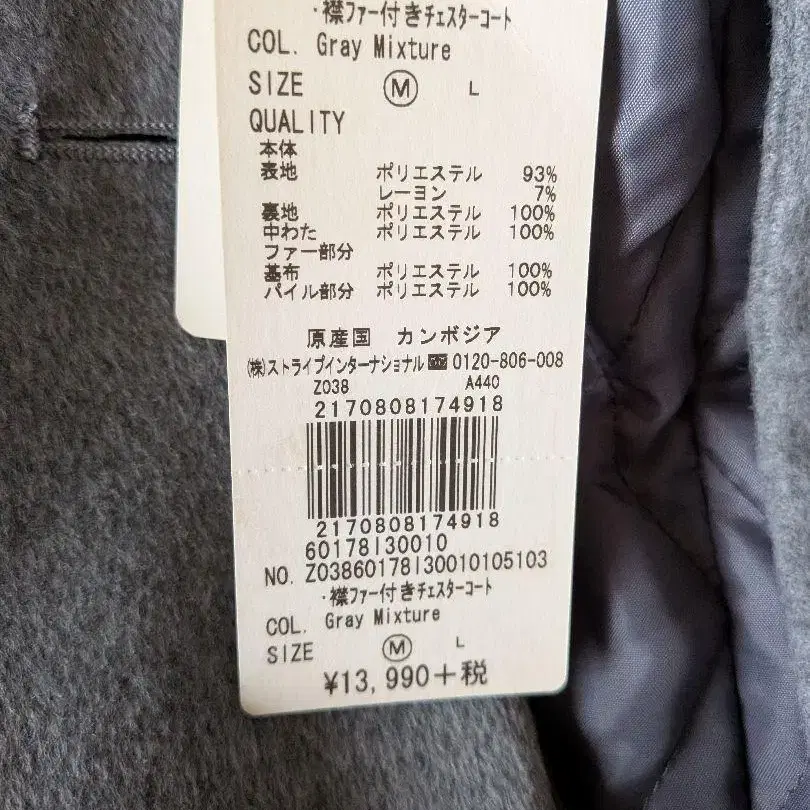 ・襟ファー付きチェスターコート
COL. Gray Mixture
SIZE Ⓜ L
QUALITY
本体
表地 ポリエステル 93%
レーヨン 7%
裏地 ポリエステル 100%
中わた ポリエステル 100%
ファー部分
基布 ポリエステル 100%
パイル部分 ポリエステル 100%
原産国 カンボジア
(株)ストライプインターナショナル 0120-806-008
Z038 A440
2170808174918
2170808174918
60178I30010
NO. Z03860178I30010105103
・襟ファー付きチェスターコート
COL. Gray Mixture
SIZE Ⓜ L
¥13,990+税